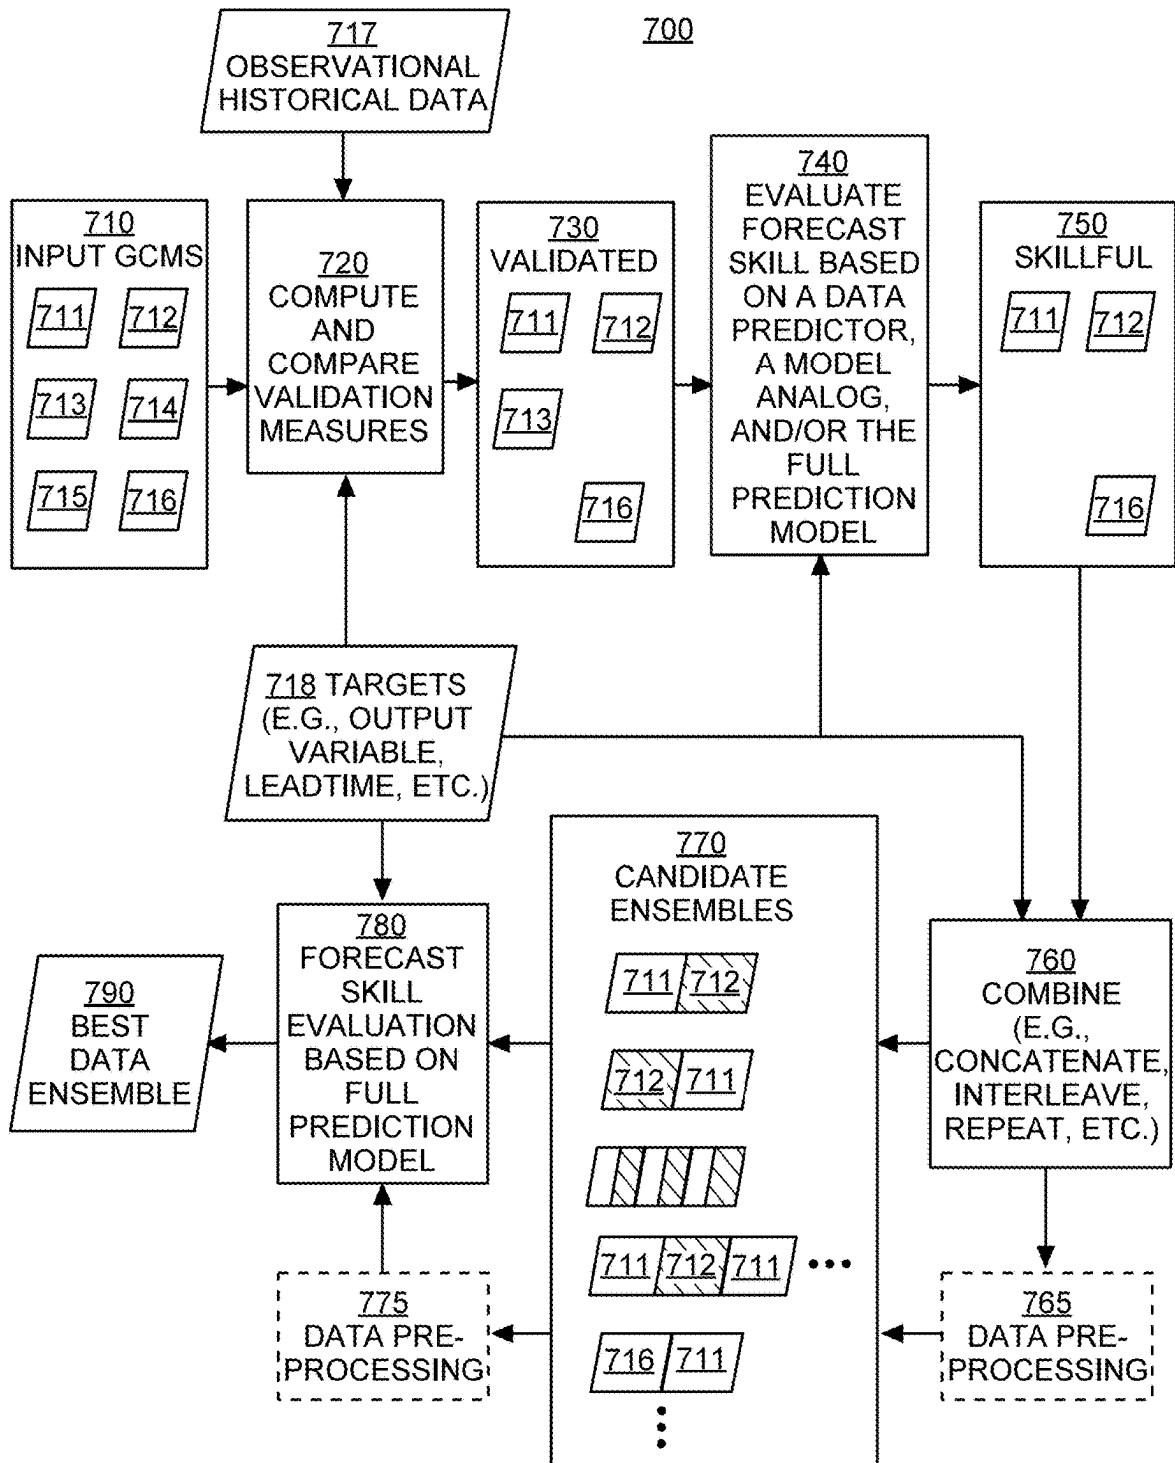 700
717
OBSERVATIONAL
HISTORICAL DATA
710
INPUT GCMS
711 712
713 714
715 716
720
COMPUTE
AND
COMPARE
VALIDATION
MEASURES
730
VALIDATED
711 712
713
716
740
EVALUATE
FORECAST
SKILL BASED
ON A DATA
PREDICTOR,
A MODEL
ANALOG,
AND/OR THE
FULL
PREDICTION
MODEL
750
SKILLFUL
711 712
716
718 TARGETS
(E.G., OUTPUT
VARIABLE,
LEADTIME, ETC.)
760
COMBINE
(E.G.,
CONCATENATE,
INTERLEAVE,
REPEAT, ETC.)
765
DATA PRE-
PROCESSING
770
CANDIDATE
ENSEMBLES
711 712
712 711
711 712 711
716 711
775
DATA PRE-
PROCESSING
780
FORECAST
SKILL
EVALUATION
BASED ON
FULL
PREDICTION
MODEL
790
BEST
DATA
ENSEMBLE